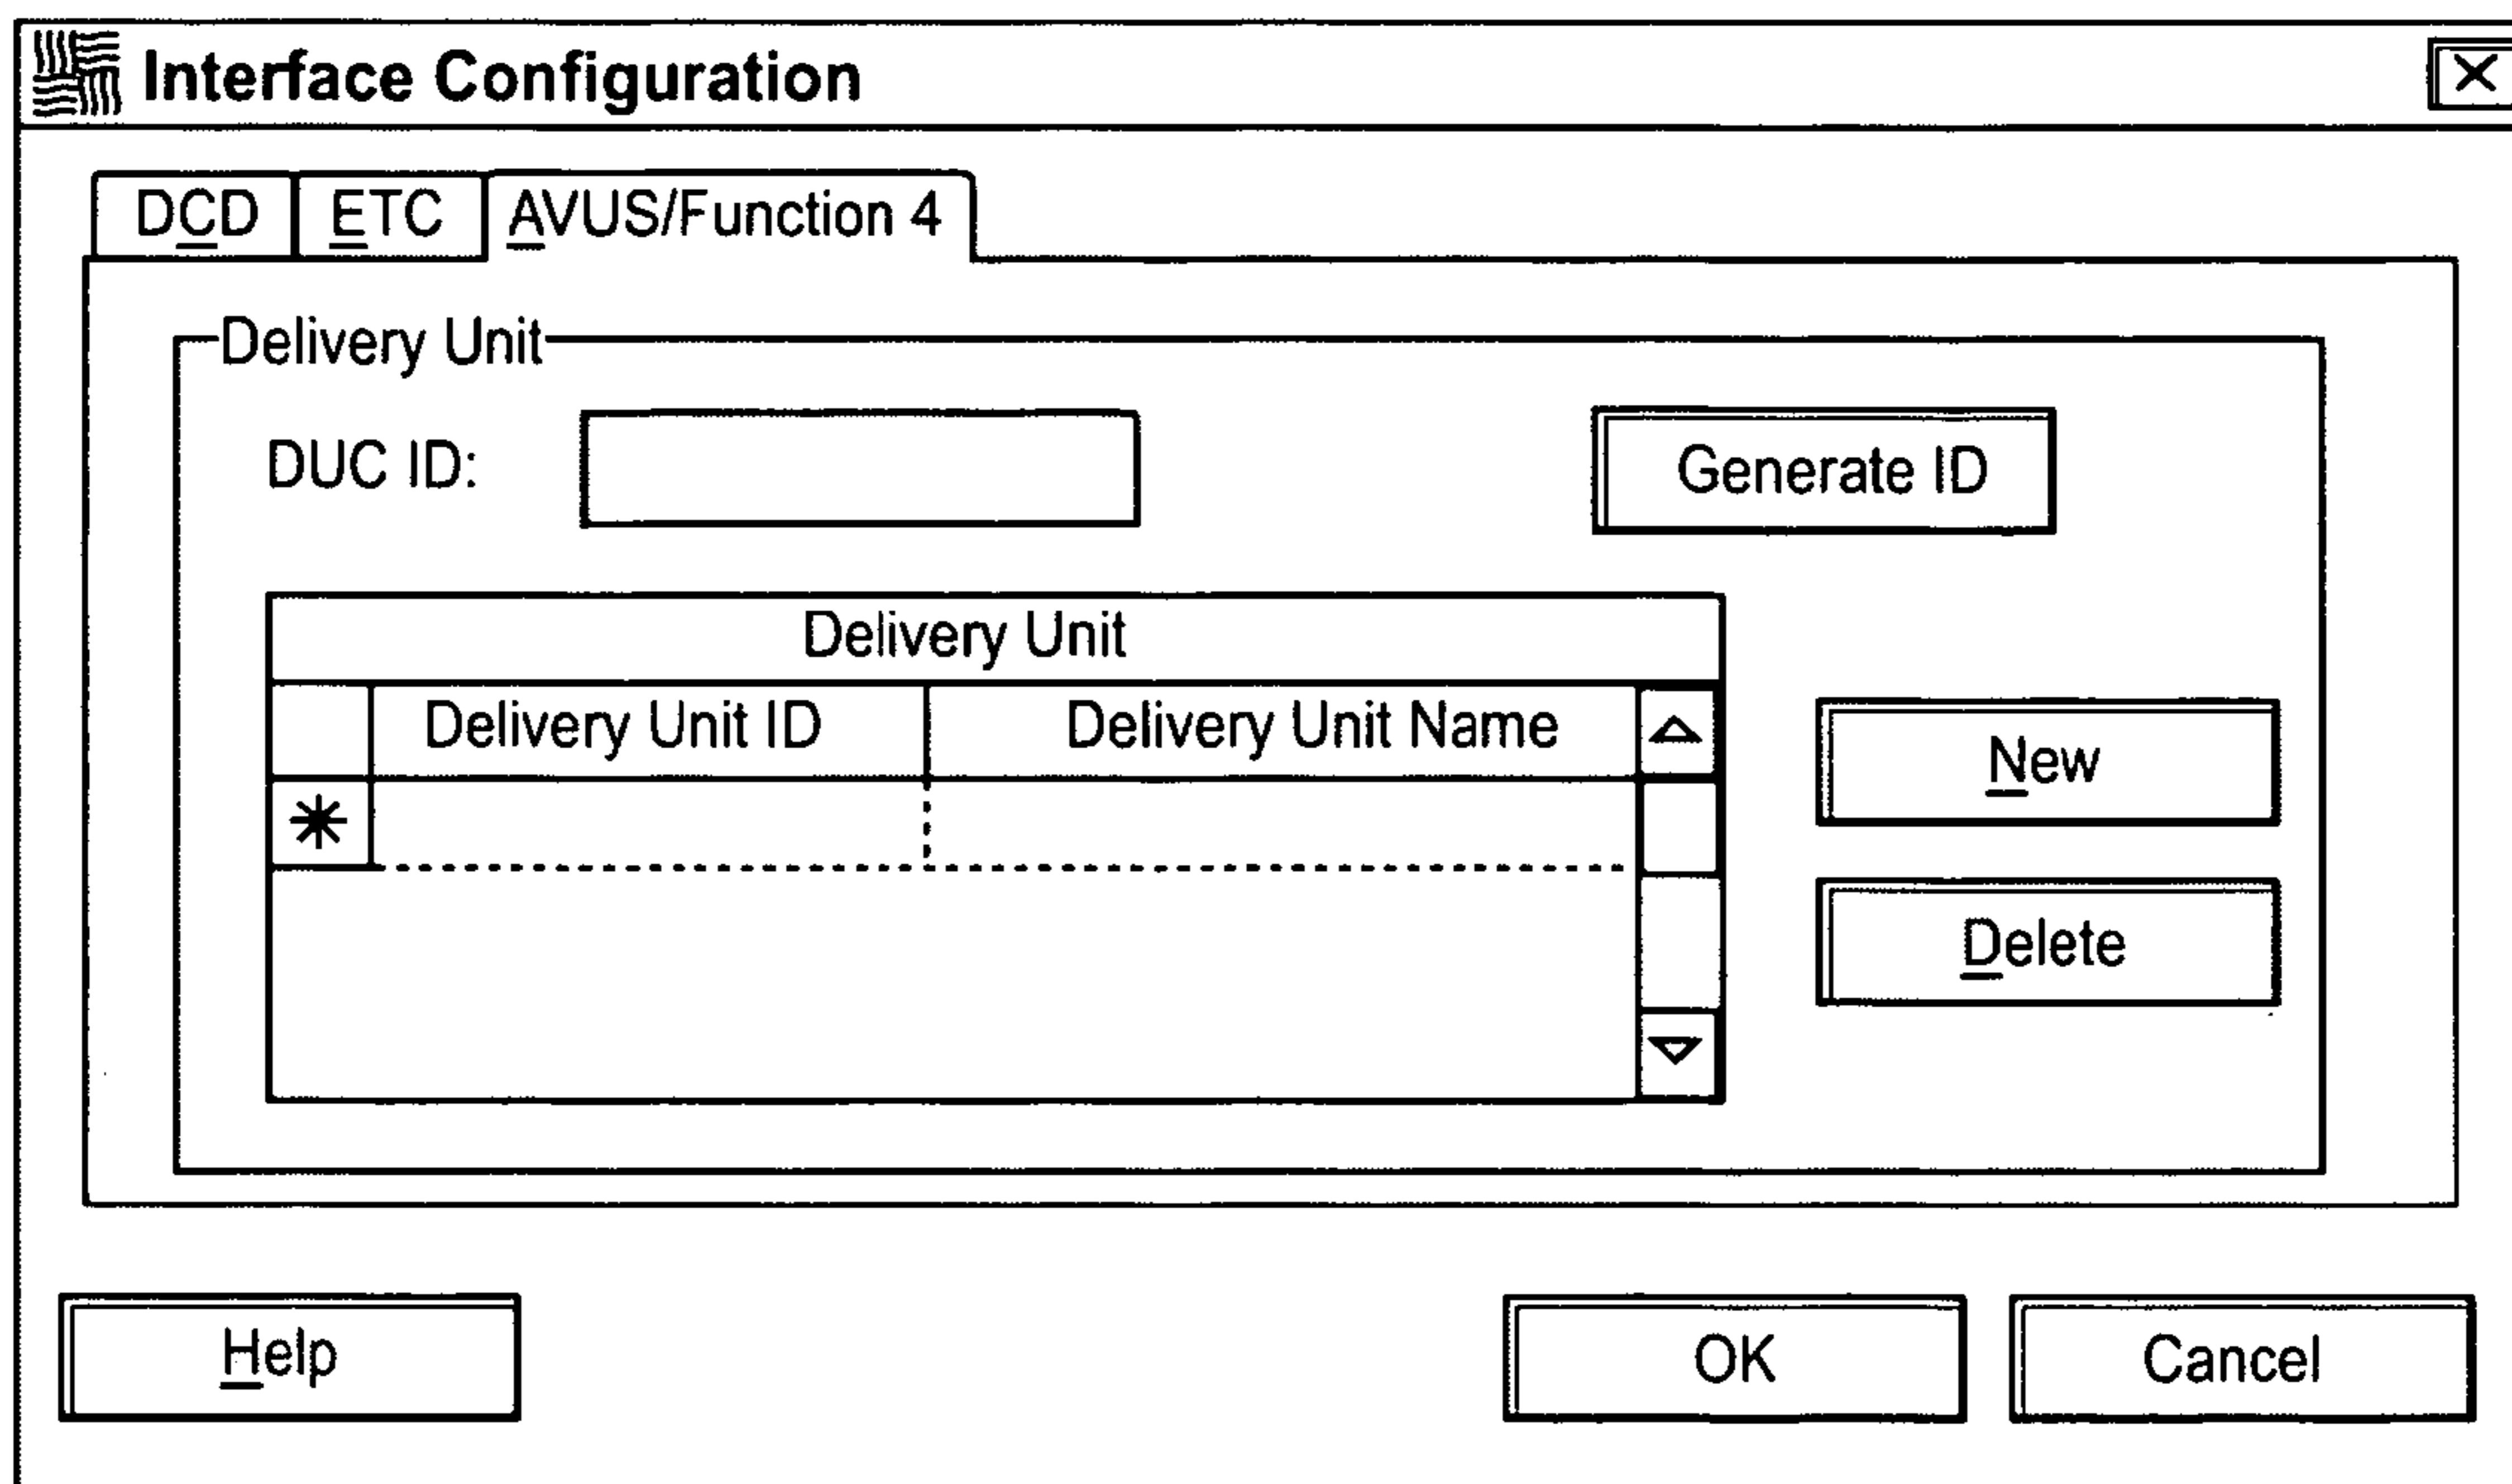 Interface Configuration
DCD ETC AVUS/Function 4
Delivery Unit
DUC ID: Generate ID
Delivery Unit
Delivery Unit ID Delivery Unit Name
New
Delete
Help OK Cancel